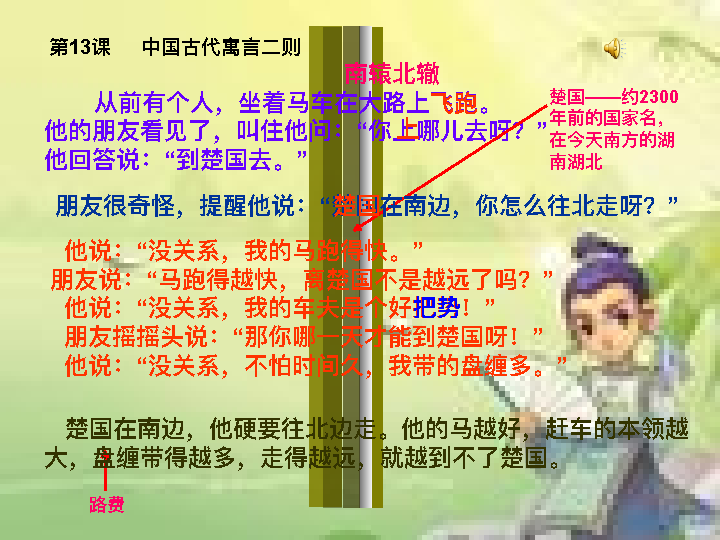 第13课 中国古代寓言二则
南辕北辙
从前有个人，坐着马车在大路上飞跑。
他的朋友看见了，叫住他问：“你上哪儿去呀？”
他回答说：“到楚国去。”
楚国——约2300
年前的国家名，
在今天南方的湖
南湖北
朋友很奇怪，提醒他说：“楚国在南边，你怎么往北走呀？”
他说：“没关系，我的马跑得快。”
朋友说：“马跑得越快，离楚国不是越远了吗？”
他说：“没关系，我的车夫是个好把势！”
朋友摇摇头说：“那你哪一天才能到楚国呀！”
他说：“没关系，不怕时间久，我带的盘缠多。”
楚国在南边，他硬要往北边走。他的马越好，赶车的本领越
大，盘缠带得越多，走得越远，就越到不了楚国。
路费